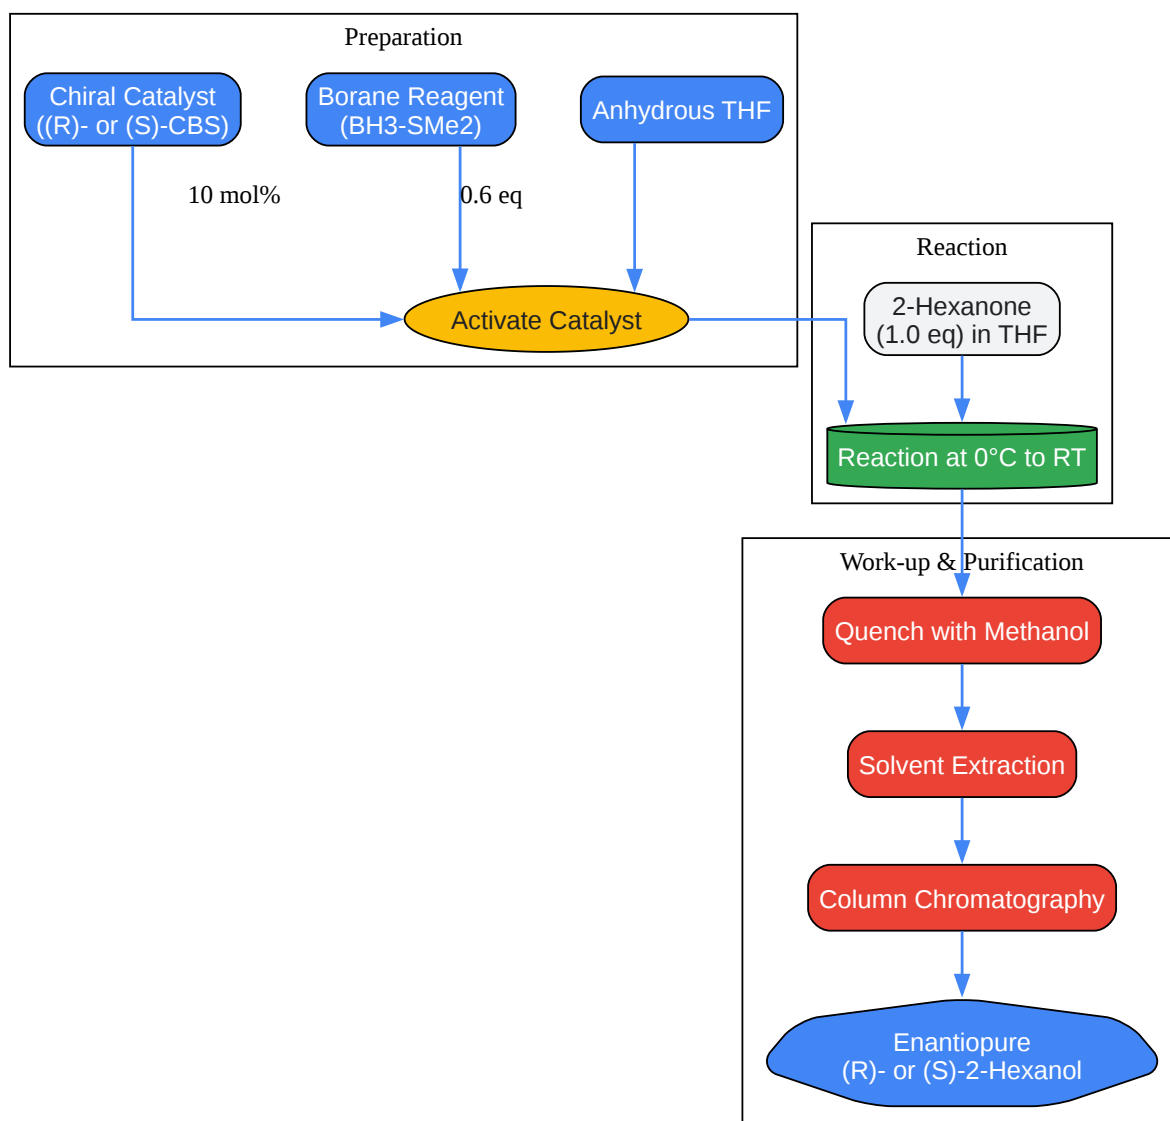 Preparation
Chiral Catalyst
((R)- or (S)-CBS)
Borane Reagent
(BH3-SMe2)
Anhydrous THF
10 mol%
0.6 eq
Activate Catalyst
Reaction
2-Hexanone
(1.0 eq) in THF
Reaction at 0°C to RT
Work-up & Purification
Quench with Methanol
Solvent Extraction
Column Chromatography
Enantiopure
(R)- or (S)-2-Hexanol